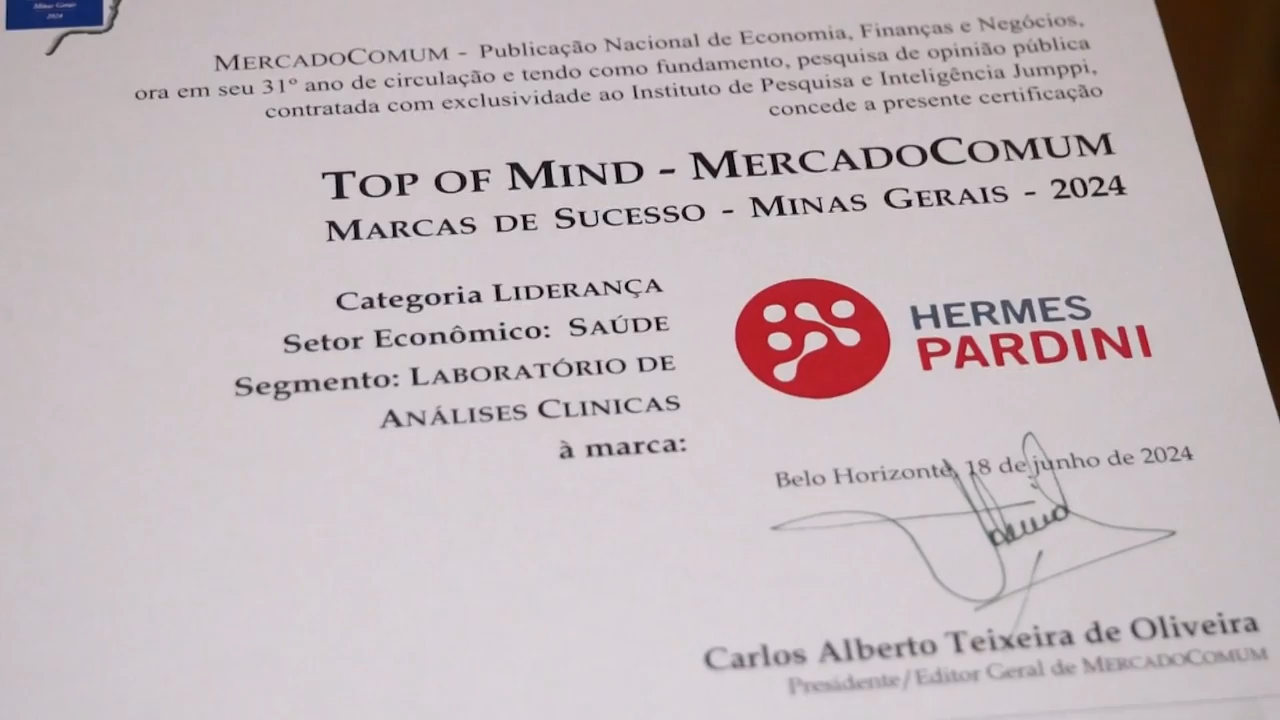 Minas Gerais
2024
MERCADOCOMUM - Publicação Nacional de Economia, Finanças e Negócios,
ora em seu 31º ano de circulação e tendo como fundamento, pesquisa de opinião pública
contratada com exclusividade ao Instituto de Pesquisa e Inteligência Jumppi,
concede a presente certificação
TOP OF MIND - MERCADOCOMUM
MARCAS DE SUCESSO - MINAS GERAIS - 2024
Categoria LIDERANÇA
Setor Econômico: SAÚDE
Segmento: LABORATÓRIO DE
ANÁLISES CLINICAS
à marca:
HERMES
PARDINI
Belo Horizonte, 18 de junho de 2024
Carlos Alberto Teixeira de Oliveira
Presidente/Editor Geral de MERCADOCOMUM